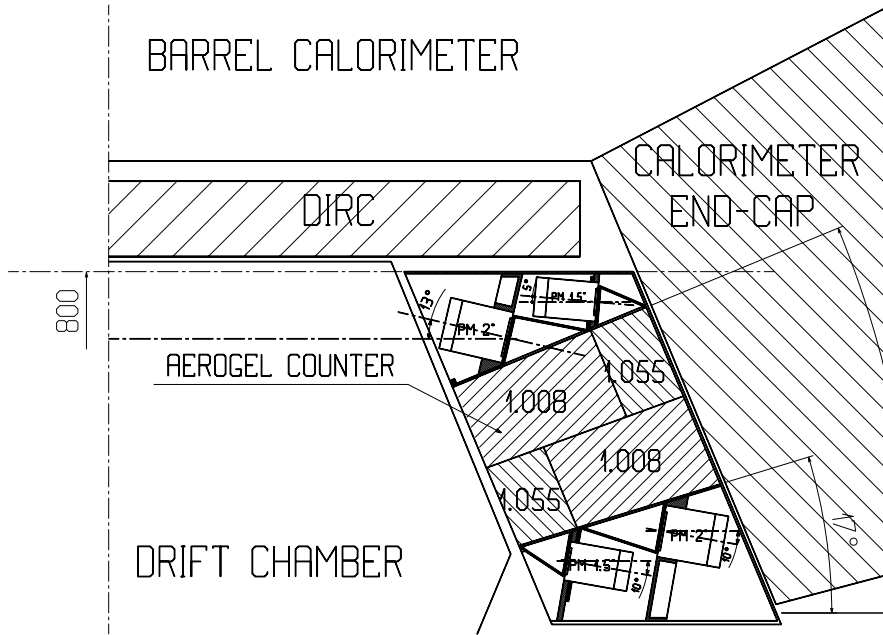 BARREL CALORIMETER
CALORIMETER
END-CAP
DIRC
800
13°
5°
PM 1.5"
PM 2"
AEROGEL COUNTER
1.055
1.008
1.008
1.055
DRIFT CHAMBER
PM 2"
10°
PM 1.5"
10°
17°